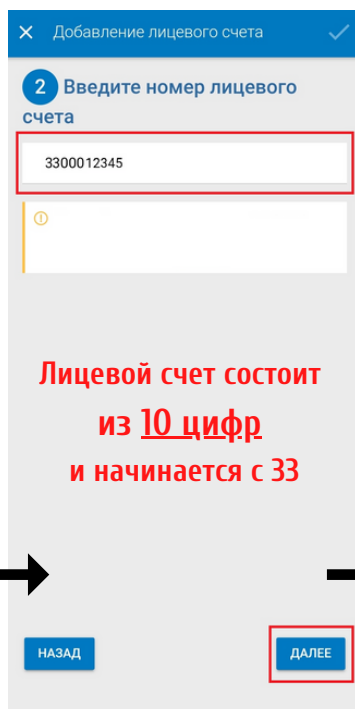 Добавление лицевого счета
2 Введите номер лицевого
счета
3300012345
Лицевой счет состоит
из 10 цифр
и начинается с 33
НАЗАД
ДАЛЕЕ